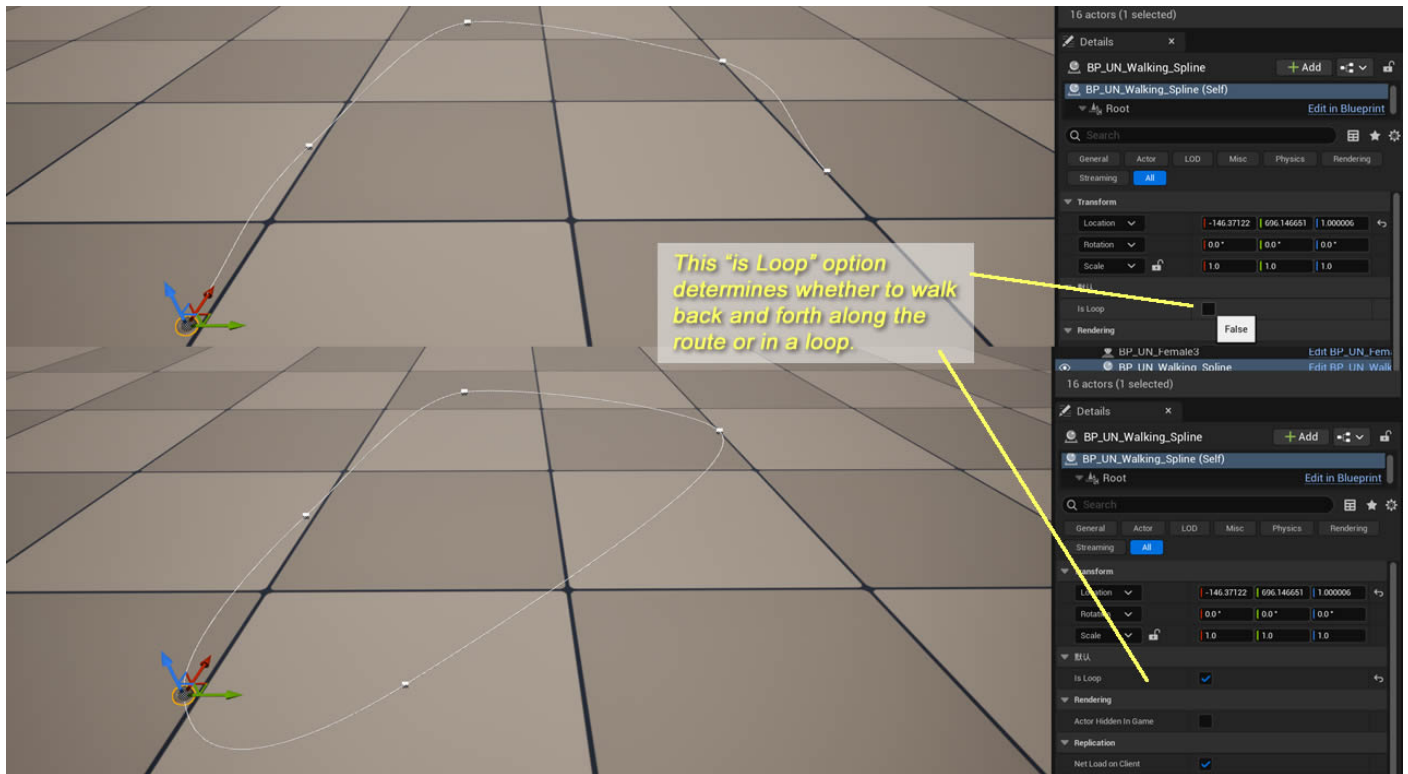 16 actors (1 selected)
Details
BP_UN_Walking_Spline
+ Add
BP_UN_Walking_Spline (Self)
Root
Edit in Blueprint
Search
General Actor LOD Misc Physics Rendering
Streaming All
Transform
Location -146.37122 696.146651 1.000006
Rotation 0.0° 0.0° 0.0°
Scale 1.0 1.0 1.0
默认
Is Loop
False
Rendering
BP_UN_Female3 Edit BP_UN_Fem
BP_UN_Walking_Spline Edit BP_UN_Walk
This "is Loop" option
determines whether to walk
back and forth along the
route or in a loop.
16 actors (1 selected)
Details
BP_UN_Walking_Spline
+ Add
BP_UN_Walking_Spline (Self)
Root
Edit in Blueprint
Search
General Actor LOD Misc Physics Rendering
Streaming All
Transform
Location -146.37122 696.146651 1.000006
Rotation 0.0° 0.0° 0.0°
Scale 1.0 1.0 1.0
默认
Is Loop
Rendering
Actor Hidden In Game
Replication
Net Load on Client